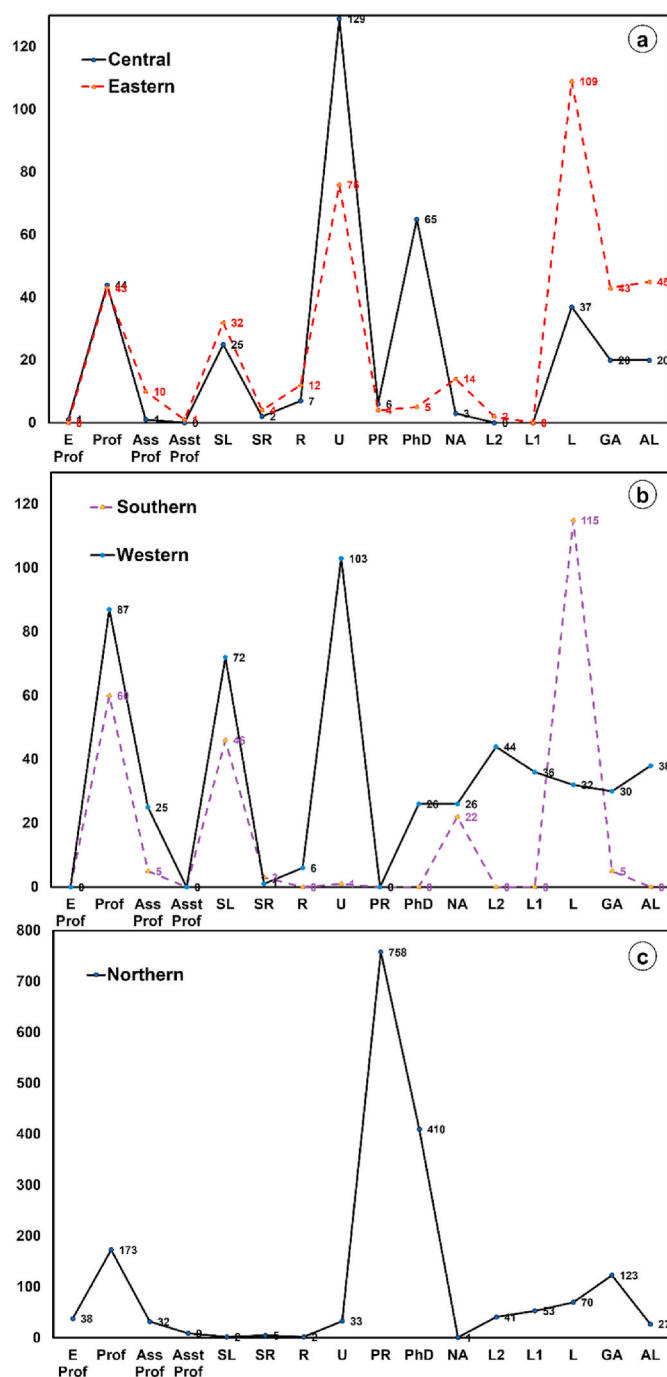 a
Central
Eastern
120
100
80
60
40
20
0
1
44
43
10
1
0
32
25
4
2
12
7
129
76
6
4
65
5
14
3
2
0
0
109
37
43
20
45
20
E Prof
Prof
Ass Prof
Asst Prof
SL
SR
R
U
PR
PhD
NA
L2
L1
L
GA
AL
b
Southern
Western
120
100
80
60
40
20
0
0
87
60
25
5
0
72
46
3
1
6
0
103
0
26
0
26
22
44
0
36
0
115
32
30
5
38
0
E Prof
Prof
Ass Prof
Asst Prof
SL
SR
R
U
PR
PhD
NA
L2
L1
L
GA
AL
c
Northern
800
700
600
500
400
300
200
100
0
38
173
32
9
2
5
2
33
758
410
1
41
53
70
123
27
E Prof
Prof
Ass Prof
Asst Prof
SL
SR
R
U
PR
PhD
NA
L2
L1
L
GA
AL